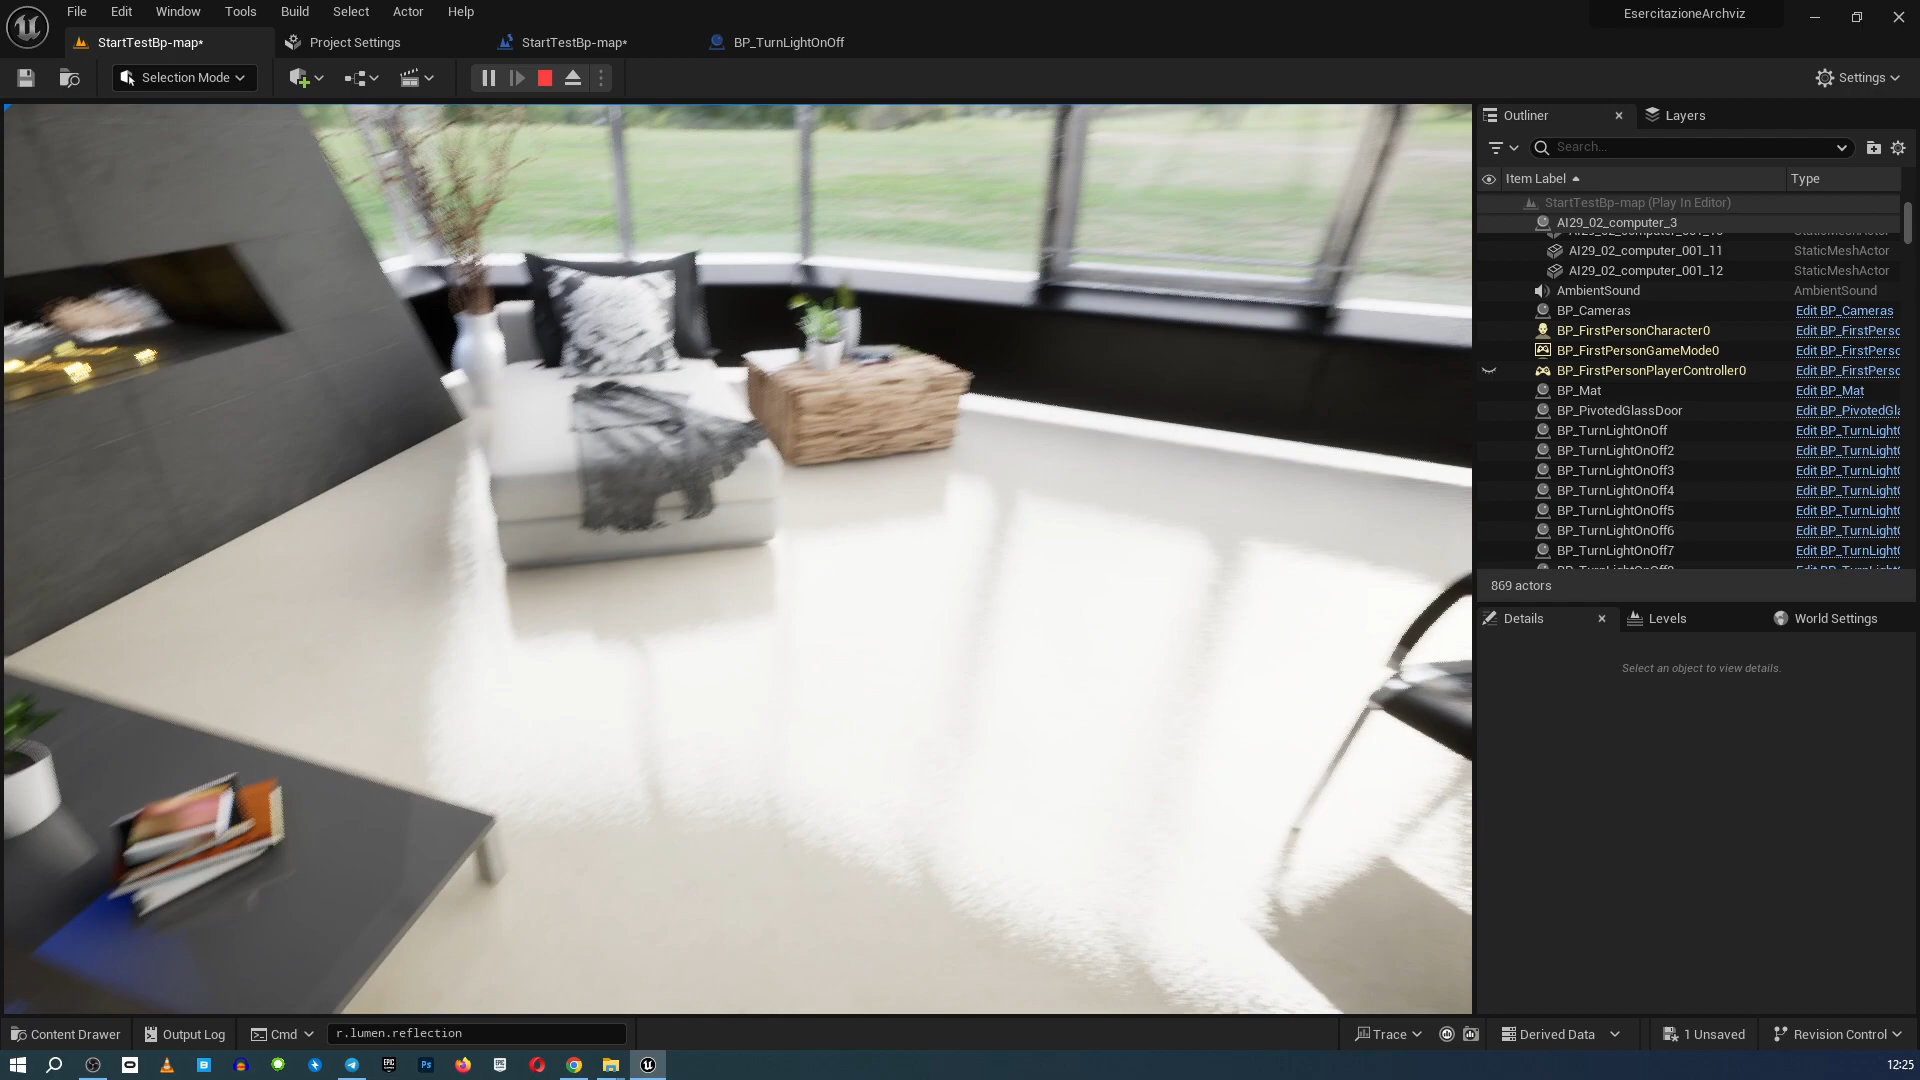 File Edit Window Tools Build Select Actor Help
EsercitazioneArchviz
StartTestBp-map*
Project Settings
StartTestBp-map*
BP_TurnLightOnOff
Selection Mode
Settings
Outliner
Layers
Search...
Item Label
Type
StartTestBp-map (Play In Editor)
AI29_02_computer_3
AI29_02_computer_001_11 StaticMeshActor
AI29_02_computer_001_12 StaticMeshActor
AmbientSound AmbientSound
BP_Cameras Edit BP_Cameras
BP_FirstPersonCharacter0 Edit BP_FirstPerso
BP_FirstPersonGameMode0 Edit BP_FirstPerso
BP_FirstPersonPlayerController0 Edit BP_FirstPerso
BP_Mat Edit BP_Mat
BP_PivotedGlassDoor Edit BP_PivotedGla
BP_TurnLightOnOff Edit BP_TurnLight
BP_TurnLightOnOff2 Edit BP_TurnLight
BP_TurnLightOnOff3 Edit BP_TurnLight
BP_TurnLightOnOff4 Edit BP_TurnLight
BP_TurnLightOnOff5 Edit BP_TurnLight
BP_TurnLightOnOff6 Edit BP_TurnLight
BP_TurnLightOnOff7 Edit BP_TurnLight
869 actors
Details
Levels
World Settings
Select an object to view details.
Content Drawer
Output Log
Cmd
r.lumen.reflection
Trace
Derived Data
1 Unsaved
Revision Control
12:25